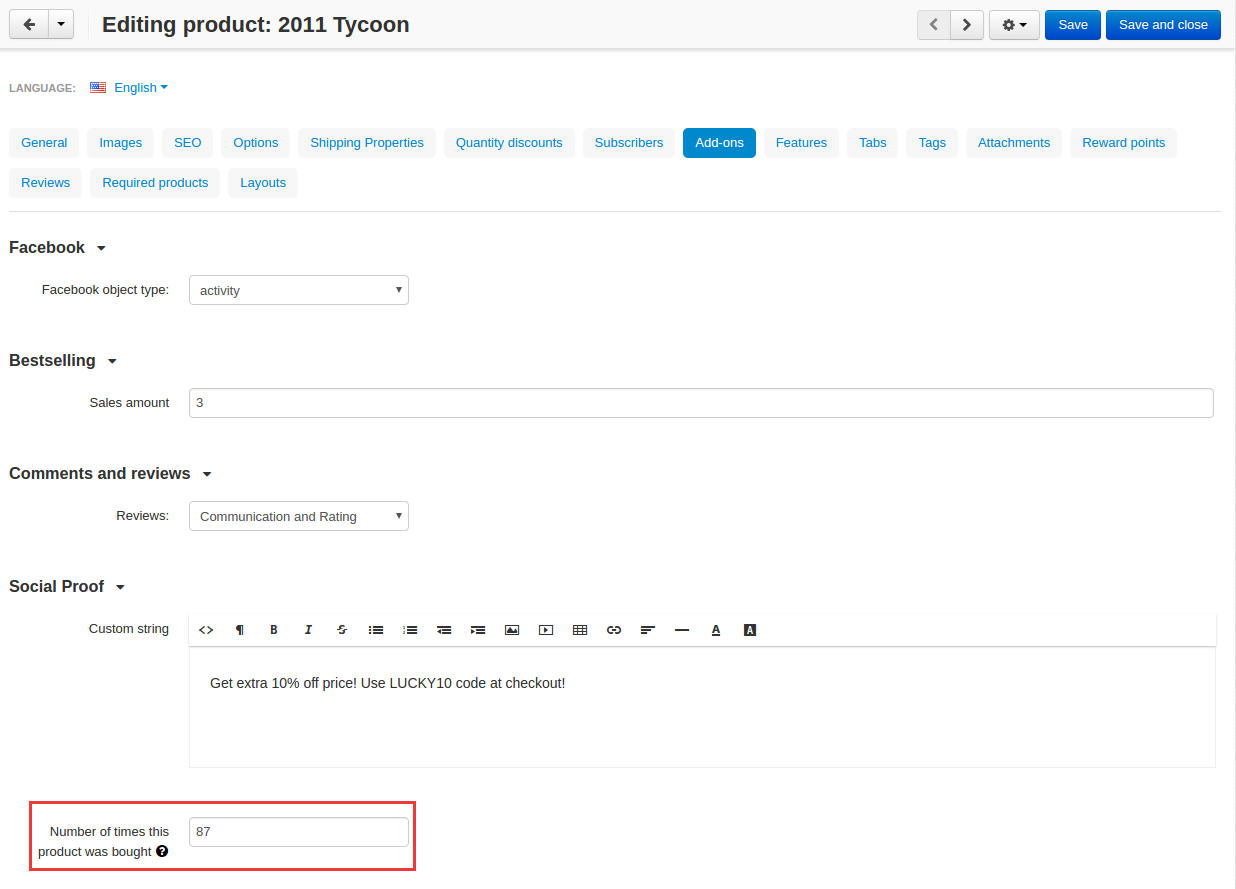 Editing product: 2011 Tycoon
Save
Save and close
LANGUAGE: English
General Images SEO Options Shipping Properties Quantity discounts Subscribers Add-ons Features Tabs Tags Attachments Reward points
Reviews Required products Layouts
Facebook
Facebook object type: activity
Bestselling
Sales amount 3
Comments and reviews
Reviews: Communication and Rating
Social Proof
Custom string
Get extra 10% off price! Use LUCKY10 code at checkout!
Number of times this
product was bought
87